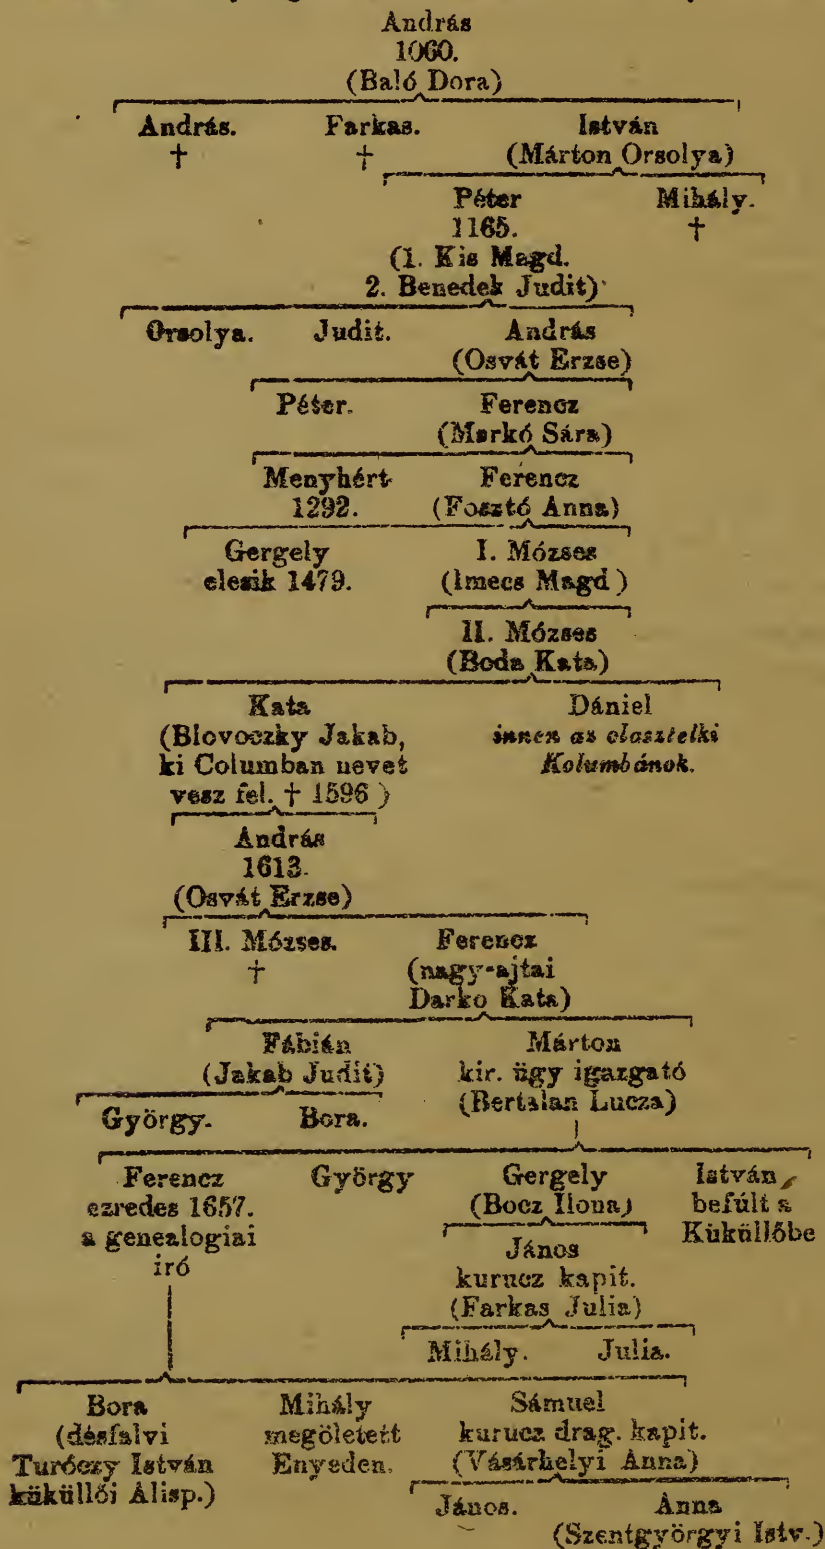 András
1060.
(Baló Dora)
András. Farkas. István
† † (Márton Orsolya)
Péter Mihály.
1165. †
(1. Kis Magd.
2. Benedek Judit)
Orsolya. Judit. András
(Osvát Erzse)
Péter. Ferencz
(Markó Sára)
Menyhért Ferencz
1292. (Fosztó Anna)
Gergely I. Mózses
elesik 1479. (Imecs Magd)
II. Mózses
(Boda Kata)
Kata Dániel
(Blovoczky Jakab, innen az olasztelki
ki Columban nevet Kolumbánok.
vesz fel. † 1596)
András
1613.
(Osvát Erzse)
III. Mózses. Ferencz
† (nagy-ajtai
Darko Kata)
Fábián Márton
(Jakab Judit) kir. ügy igazgató
György. Bora. (Bertalan Lucza)
Ferencz György Gergely István,
ezredes 1657. (Bocz Ilona) befúlt a
a genealogiai János Küküllőbe
iró kurucz kapit.
(Farkas Julia)
Mihály. Julia.
Bora Mihály Sámuel
(désfalvi megöletett kurucz drag. kapit.
Turóczy István Enyeden. (Vásárhelyi Anna)
küküllői Alisp.) János. Anna
(Szentgyörgyi Istv.)